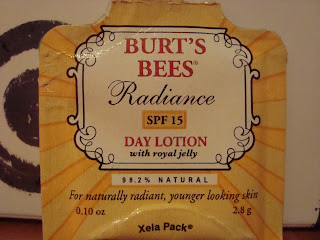 BURT'S
BEES®
Radiance
SPF 15
DAY LOTION
with royal jelly
98.2% NATURAL
For naturally radiant, younger looking skin
0.10 oz 2.8 g
Xela Pack®